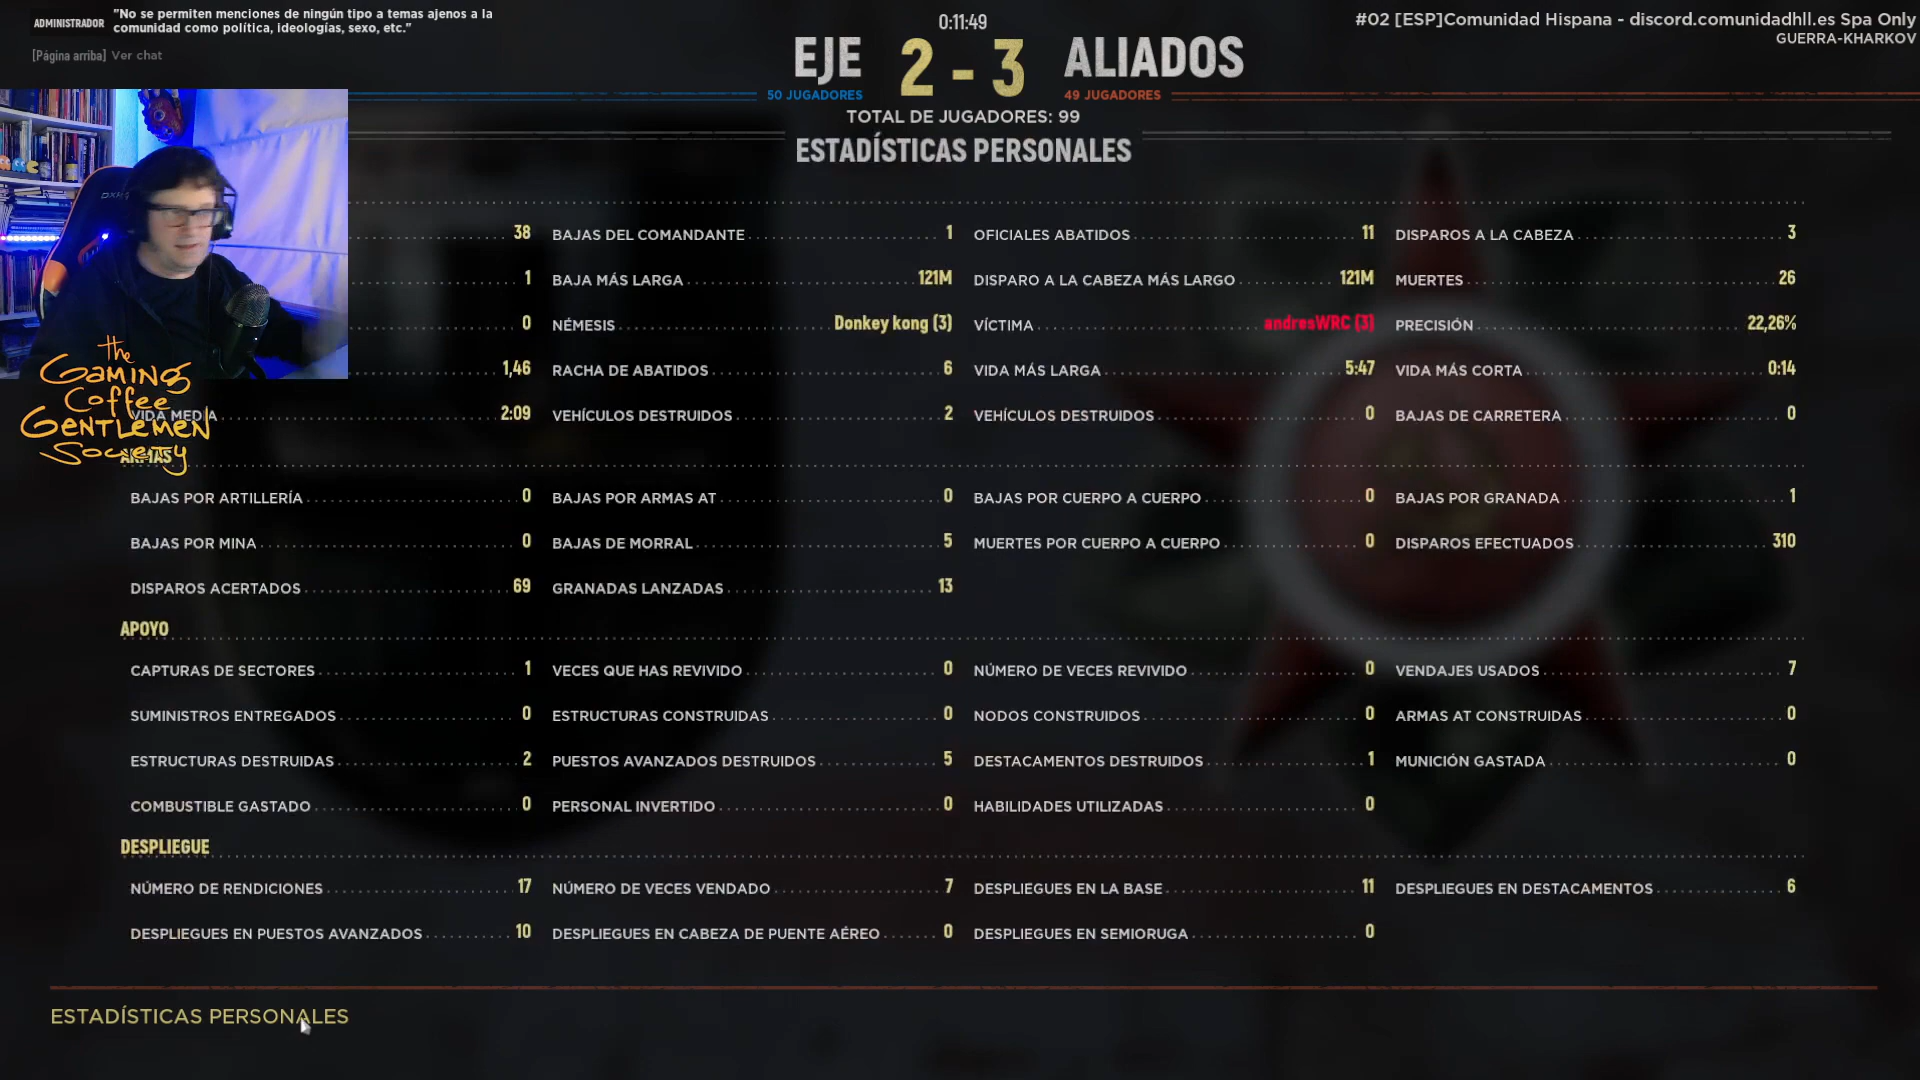 ADMINISTRADOR
"No se permiten menciones de ningún tipo a temas ajenos a la
comunidad como política, ideologías, sexo, etc."
[Página arriba] Ver chat
0:11:49
EJE 2 - 3 ALIADOS
50 JUGADORES 49 JUGADORES
TOTAL DE JUGADORES: 99
#02 [ESP]Comunidad Hispana - discord.comunidadhll.es Spa Only
GUERRA-KHARKOV
ESTADÍSTICAS PERSONALES
38 BAJAS DEL COMANDANTE 1 OFICIALES ABATIDOS 11 DISPAROS A LA CABEZA 3
1 BAJA MÁS LARGA 121M DISPARO A LA CABEZA MÁS LARGO 121M MUERTES 26
0 NÉMESIS Donkey kong (3) VÍCTIMA andresWRC (3) PRECISIÓN 22,26%
1,46 RACHA DE ABATIDOS 6 VIDA MÁS LARGA 5:47 VIDA MÁS CORTA 0:14
VIDA MEDIA 2:09 VEHÍCULOS DESTRUIDOS 2 VEHÍCULOS DESTRUIDOS 0 BAJAS DE CARRETERA 0
the
Gaming
Coffee
Gentlemen
Society
ARMAS
BAJAS POR ARTILLERÍA 0 BAJAS POR ARMAS AT 0 BAJAS POR CUERPO A CUERPO 0 BAJAS POR GRANADA 1
BAJAS POR MINA 0 BAJAS DE MORRAL 5 MUERTES POR CUERPO A CUERPO 0 DISPAROS EFECTUADOS 310
DISPAROS ACERTADOS 69 GRANADAS LANZADAS 13
APOYO
CAPTURAS DE SECTORES 1 VECES QUE HAS REVIVIDO 0 NÚMERO DE VECES REVIVIDO 0 VENDAJES USADOS 7
SUMINISTROS ENTREGADOS 0 ESTRUCTURAS CONSTRUIDAS 0 NODOS CONSTRUIDOS 0 ARMAS AT CONSTRUIDAS 0
ESTRUCTURAS DESTRUIDAS 2 PUESTOS AVANZADOS DESTRUIDOS 5 DESTACAMENTOS DESTRUIDOS 1 MUNICIÓN GASTADA 0
COMBUSTIBLE GASTADO 0 PERSONAL INVERTIDO 0 HABILIDADES UTILIZADAS 0
DESPLIEGUE
NÚMERO DE RENDICIONES 17 NÚMERO DE VECES VENDADO 7 DESPLIEGUES EN LA BASE 11 DESPLIEGUES EN DESTACAMENTOS 6
DESPLIEGUES EN PUESTOS AVANZADOS 10 DESPLIEGUES EN CABEZA DE PUENTE AÉREO 0 DESPLIEGUES EN SEMIORUGA 0
ESTADÍSTICAS PERSONALES